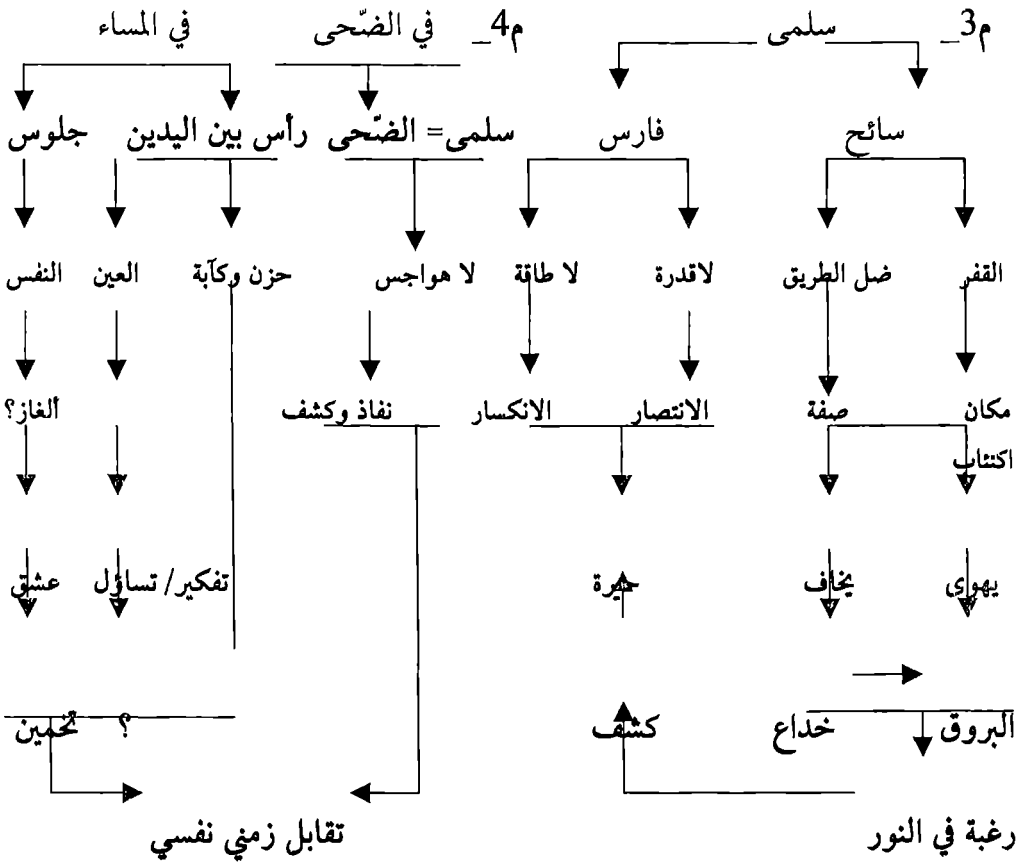 م3_ سلمى م4_ في الضّحى في المساء
سائح فارس سلمى= الضّحى رأس بين اليدين جلوس
القفر ضل الطريق لاقدرة لا طاقة لا هواجس حزن وكآبة العين النفس
مكان صفة الانتصار الانكسار نفاذ وكشف ألغاز؟
اكتئاب
يهوى يخاف حيرة تفكير/ تساؤل عشق
البروق خداع كشف ؟ تخمين
رغبة في النور تقابل زمني نفسي